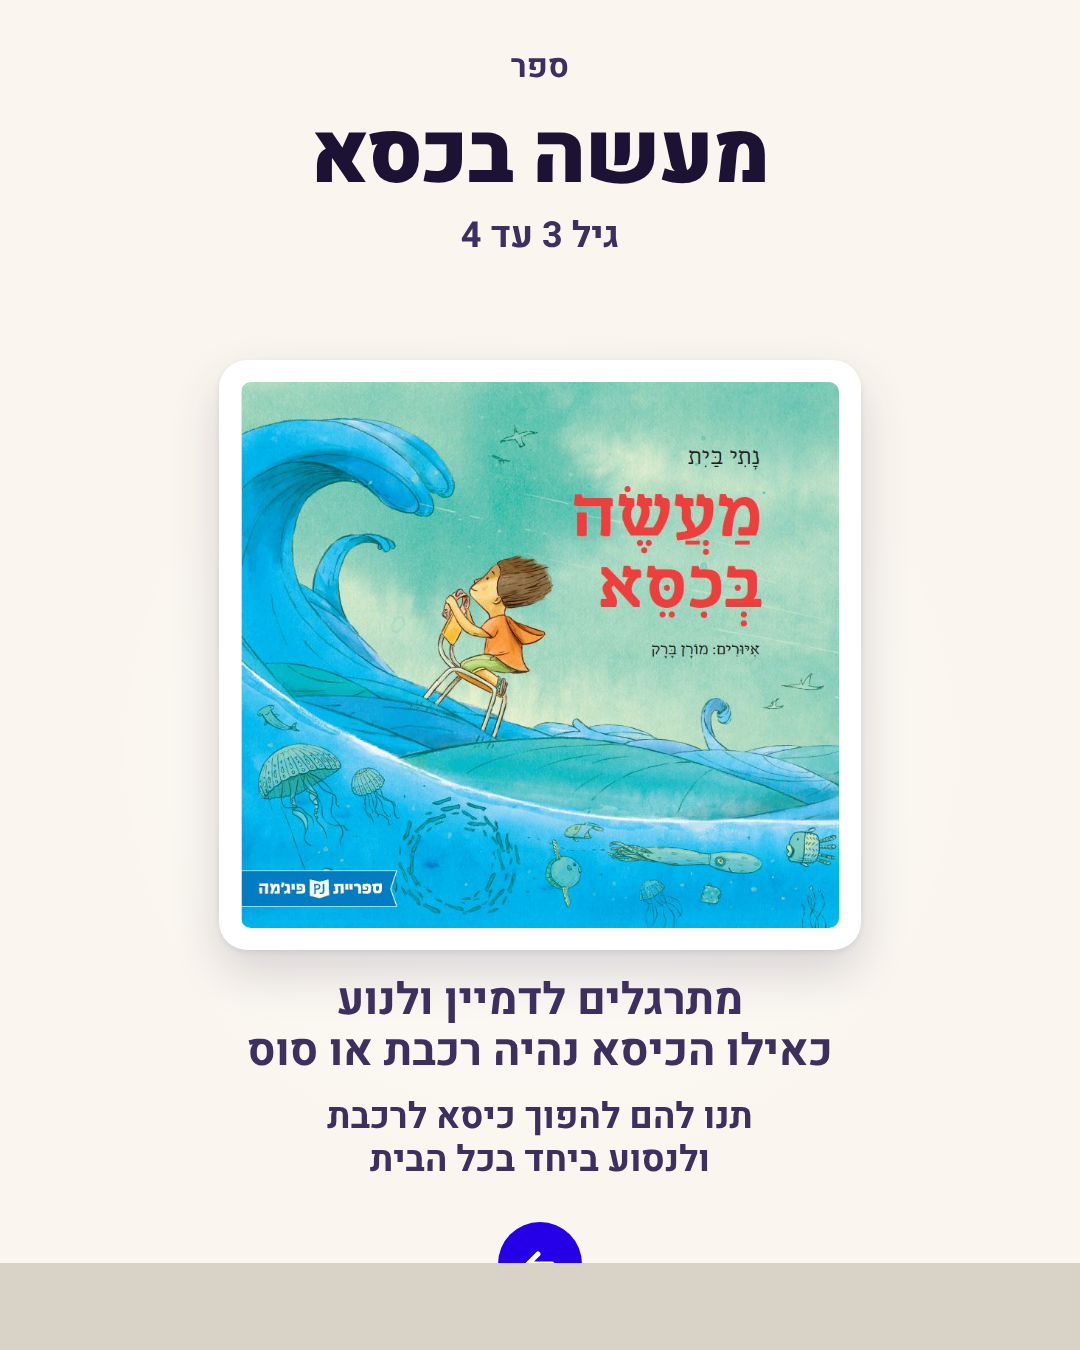 ספר
מעשה בכסא
גיל 3 עד 4
נָתִי בַּיִת
מַעֲשֶׂה
בְּכִסֵּא
אִיּוּרִים: מוֹרָן בָּרָק
ספריית PJ פיג'מה
מתרגלים לדמיין ולנוע
כאילו הכיסא נהיה רכבת או סוס
תנו להם להפוך כיסא לרכבת
ולנסוע ביחד בכל הבית